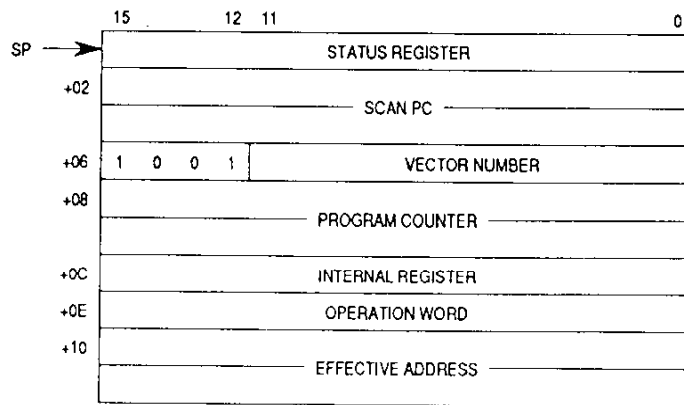 15 12 11 0
SP STATUS REGISTER
+02
SCAN PC
+06 1 0 0 1 VECTOR NUMBER
+08
PROGRAM COUNTER
+0C INTERNAL REGISTER
+0E OPERATION WORD
+10
EFFECTIVE ADDRESS